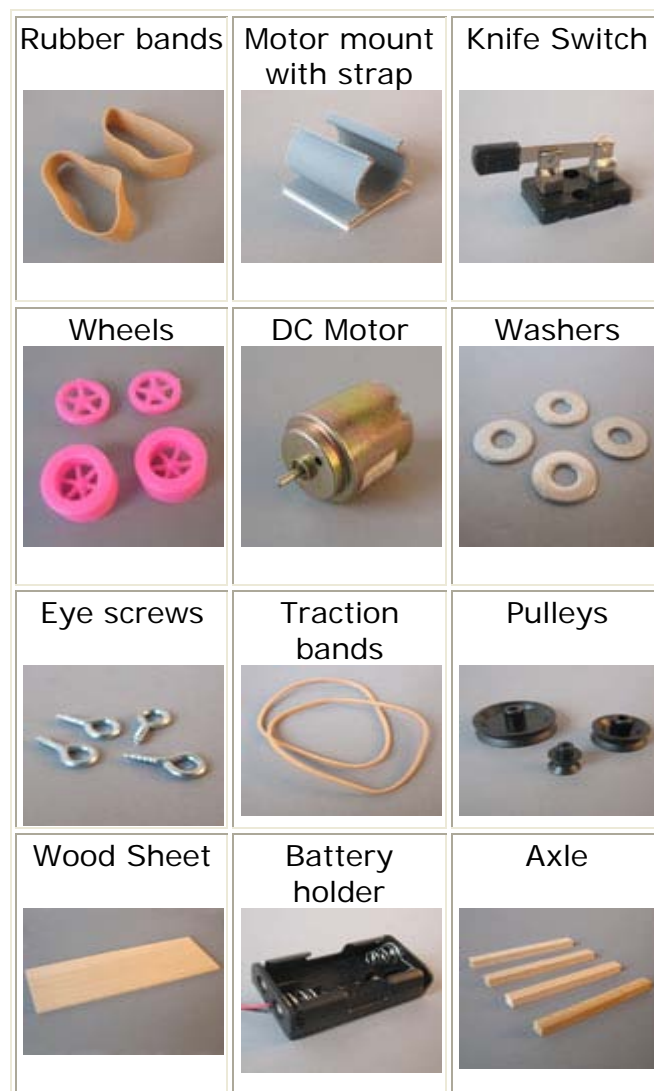 Rubber bands
Motor mount
with strap
Knife Switch
Wheels
DC Motor
Washers
Eye screws
Traction
bands
Pulleys
Wood Sheet
Battery
holder
Axle